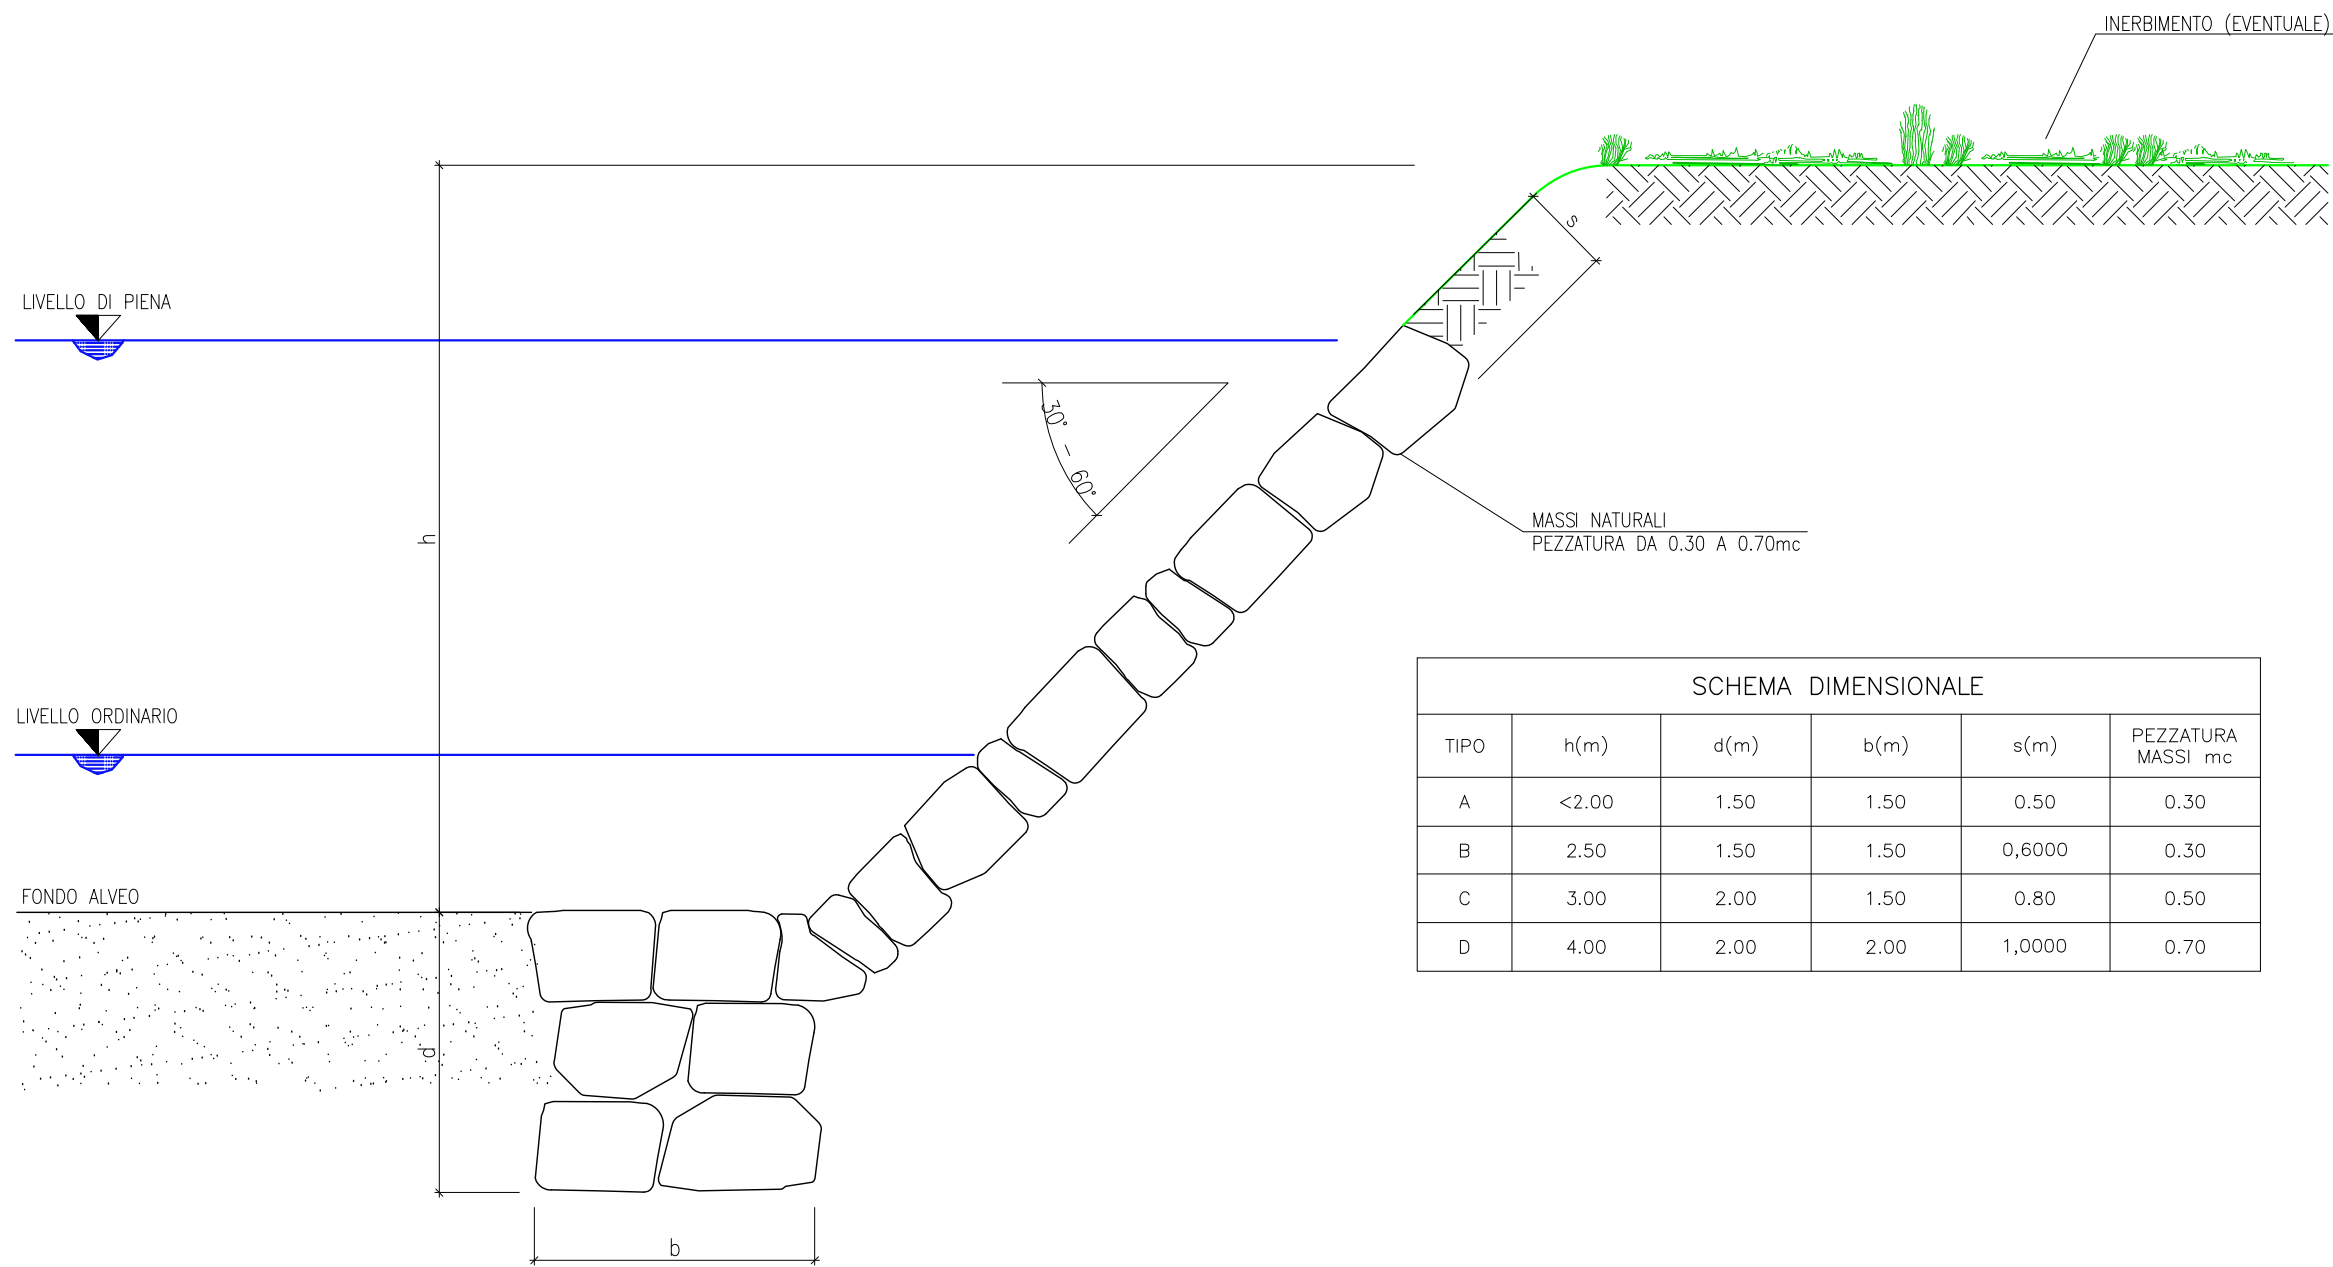 INERBIMENTO (EVENTUALE)
s
LIVELLO DI PIENA
30° – 60°
h
MASSI NATURALI
PEZZATURA DA 0.30 A 0.70mc
LIVELLO ORDINARIO
SCHEMA DIMENSIONALE
TIPO h(m) d(m) b(m) s(m) PEZZATURA MASSI mc
A <2.00 1.50 1.50 0.50 0.30
B 2.50 1.50 1.50 0,6000 0.30
C 3.00 2.00 1.50 0.80 0.50
D 4.00 2.00 2.00 1,0000 0.70
FONDO ALVEO
d
b